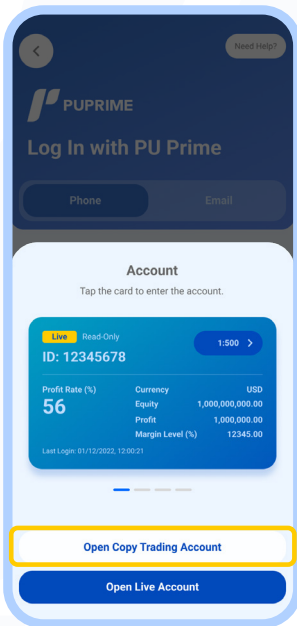 Need Help?
PUPRIME
Log In with PU Prime
Phone Email
Account
Tap the card to enter the account.
Live Read-Only
ID: 12345678
1:500
Profit Rate (%)
56
Currency USD
Equity 1,000,000,000.00
Profit 1,000,000.00
Margin Level (%) 12345.00
Last Login: 01/12/2022, 12:00:21
Open Copy Trading Account
Open Live Account